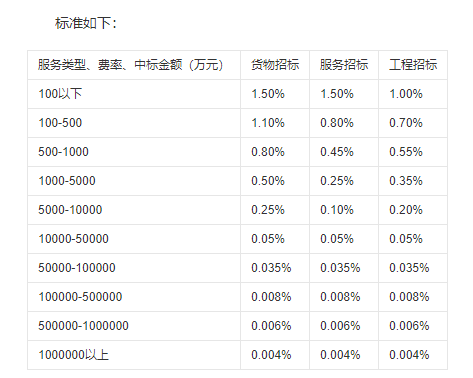 标准如下：
服务类型、费率、中标金额（万元） 货物招标 服务招标 工程招标
100以下 1.50% 1.50% 1.00%
100-500 1.10% 0.80% 0.70%
500-1000 0.80% 0.45% 0.55%
1000-5000 0.50% 0.25% 0.35%
5000-10000 0.25% 0.10% 0.20%
10000-50000 0.05% 0.05% 0.05%
50000-100000 0.035% 0.035% 0.035%
100000-500000 0.008% 0.008% 0.008%
500000-1000000 0.006% 0.006% 0.006%
1000000以上 0.004% 0.004% 0.004%